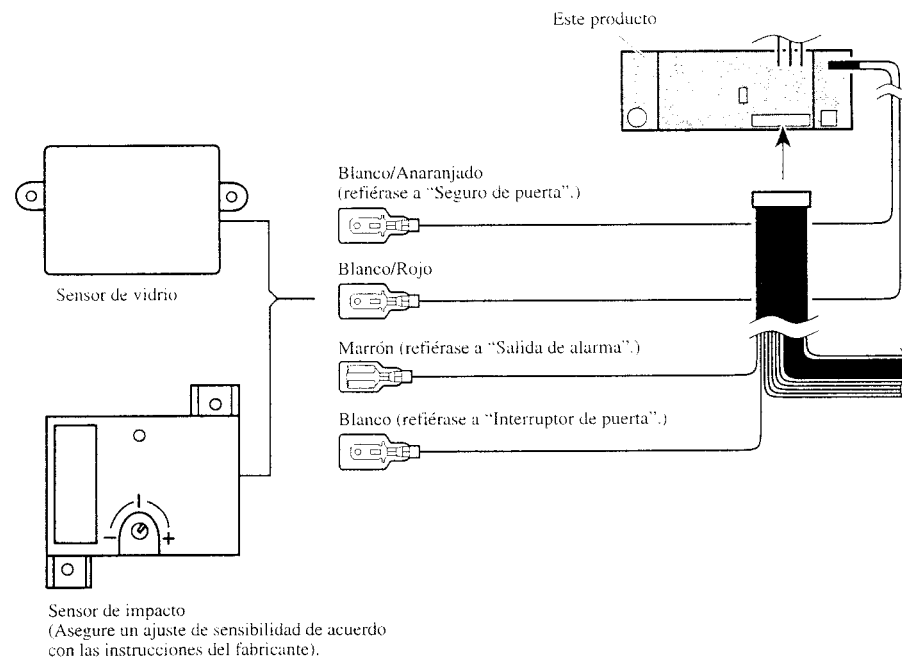 Este producto
Blanco/Anaranjado
(refiérase a “Seguro de puerta”.)
Blanco/Rojo
Sensor de vidrio
Marrón (refiérase a “Salida de alarma”.)
Blanco (refiérase a “Interruptor de puerta”.)
Sensor de impacto
(Asegure un ajuste de sensibilidad de acuerdo
con las instrucciones del fabricante).